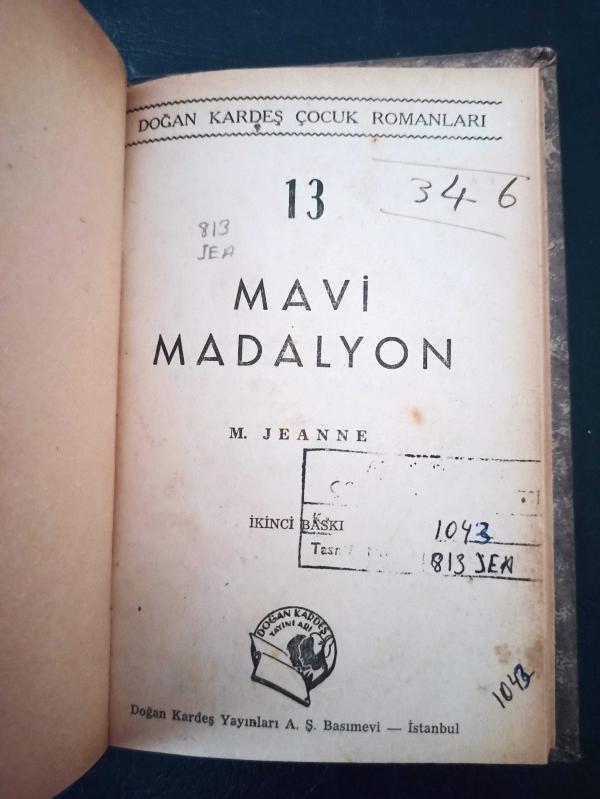 DOĞAN KARDEŞ ÇOCUK ROMANLARI
346
13
813
JEA
MAVİ
MADALYON
M. JEANNE
İKİNCİ BASKI
1043
813 JEA
DOĞAN KARDEŞ
YAYINLARI
1043
Doğan Kardeş Yayınları A. Ş. Basımevi — İstanbul